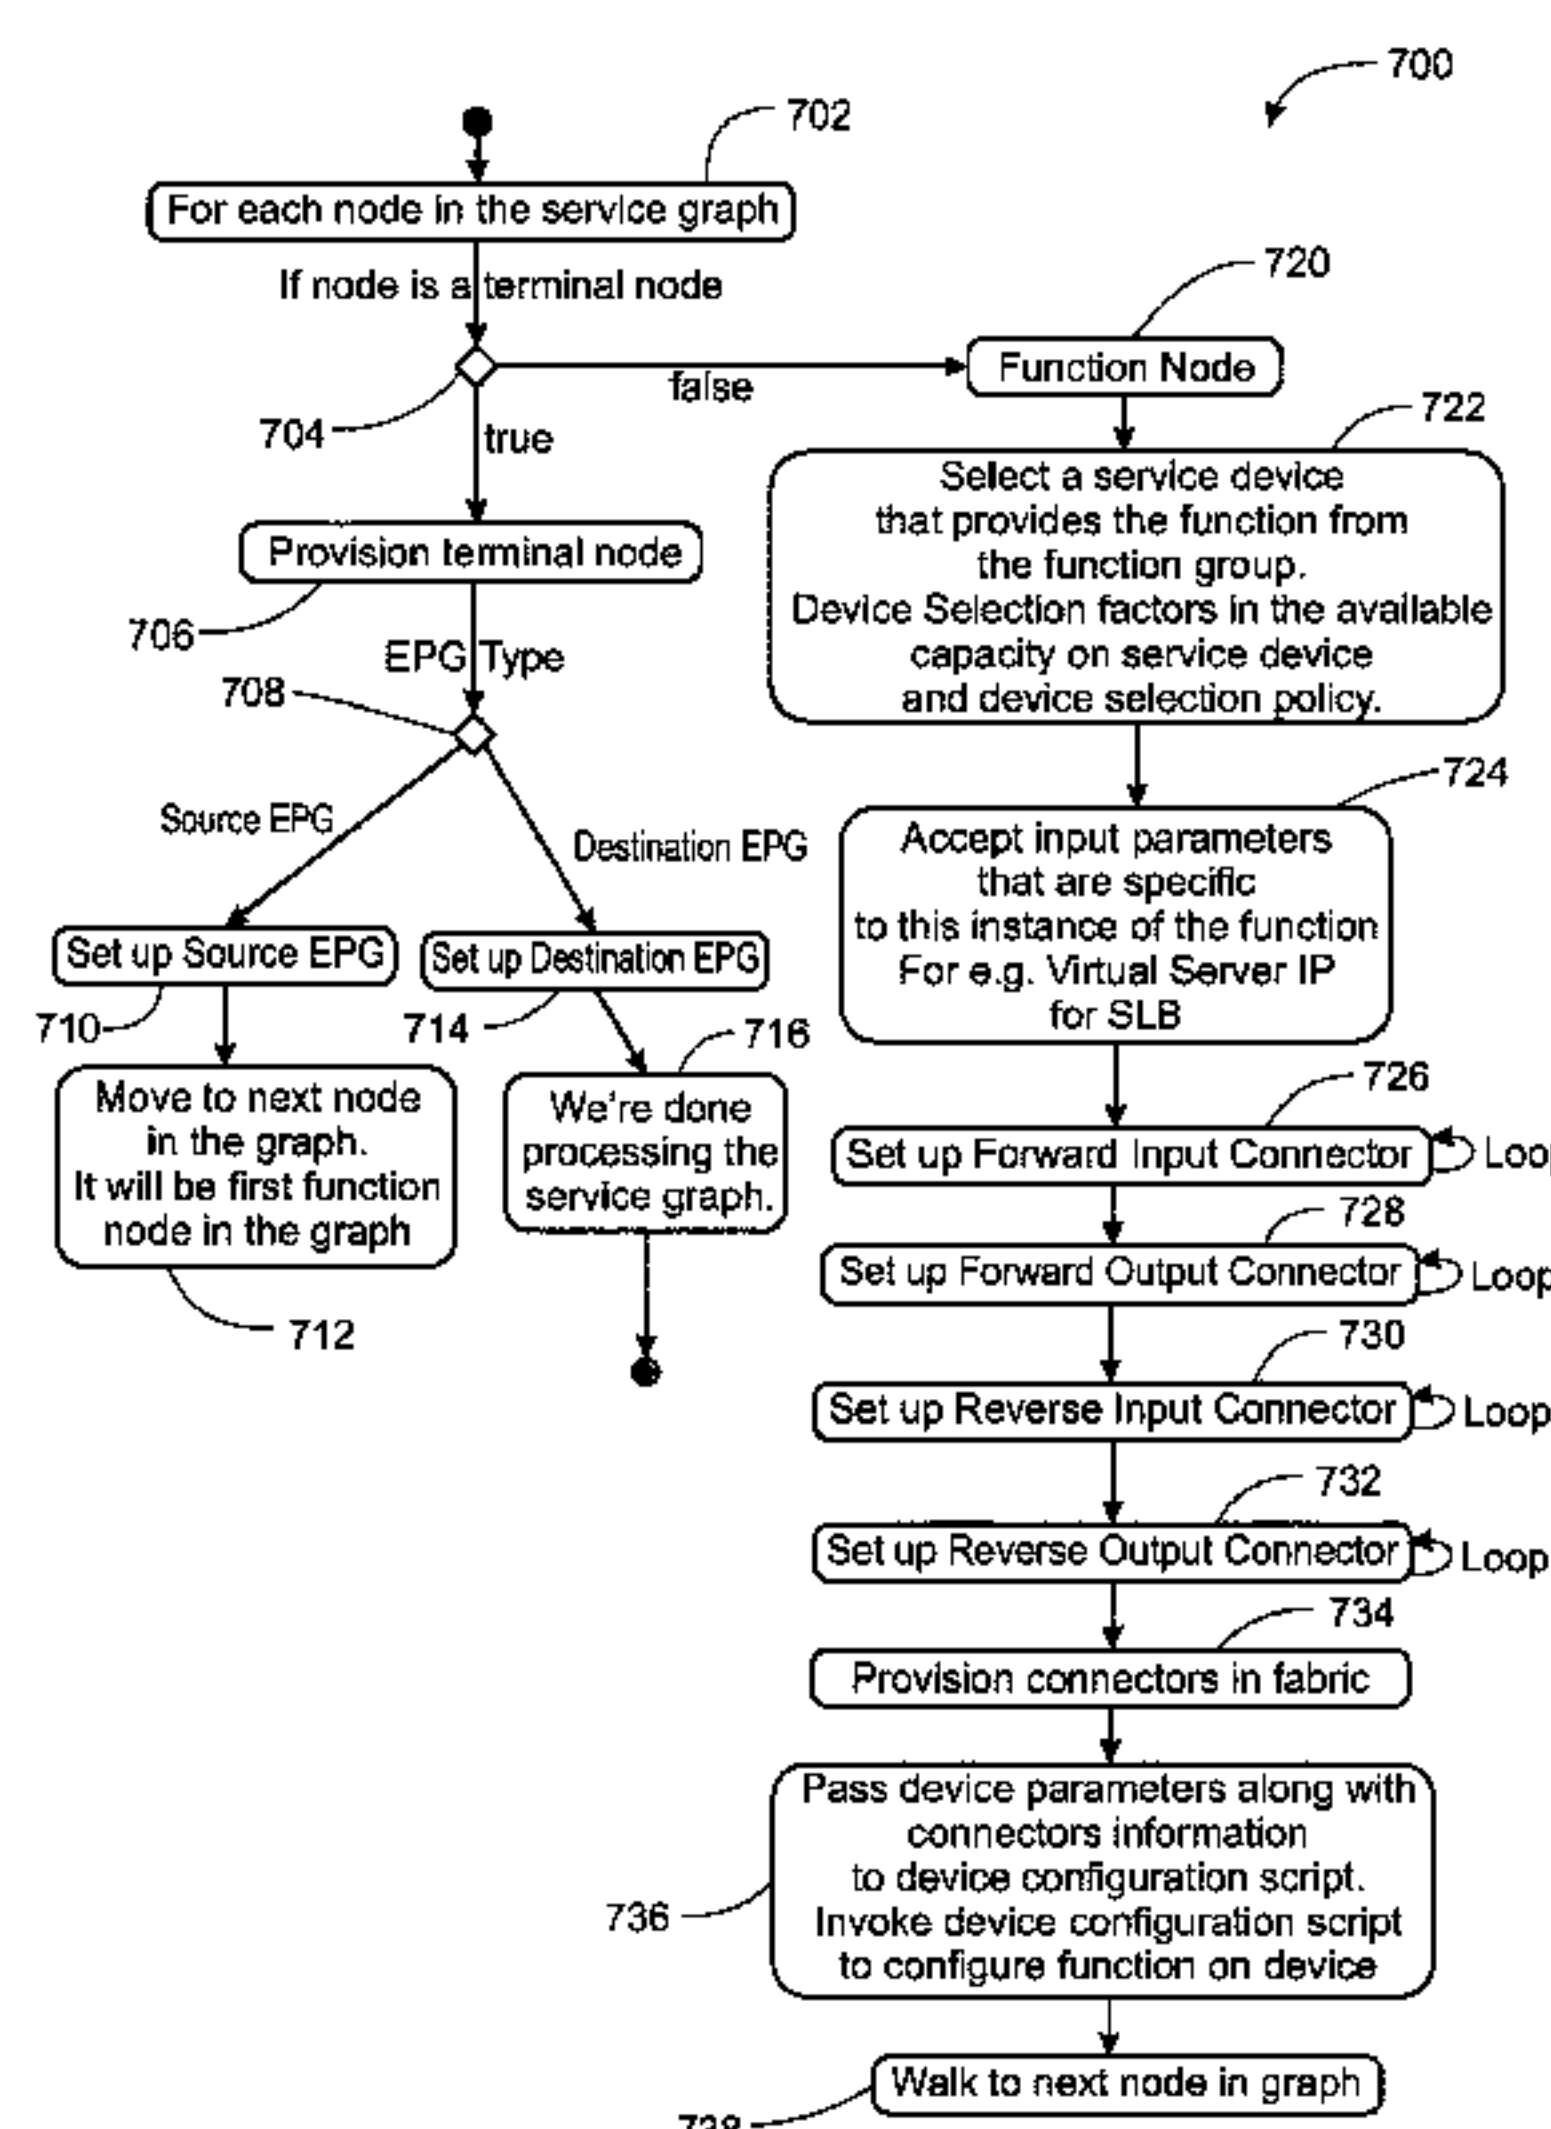 700
702
For each node in the service graph
If node is a terminal node
720
Function Node
false
704
true
722
Select a service device
that provides the function from
the function group.
Device Selection factors in the available
capacity on service device
and device selection policy.
Provision terminal node
706
EPG Type
708
Source EPG
Destination EPG
724
Accept input parameters
that are specific
to this instance of the function
For e.g. Virtual Server IP
for SLB
Set up Source EPG
710
Set up Destination EPG
714
716
Move to next node
in the graph.
It will be first function
node in the graph
712
We're done
processing the
service graph.
726
Set up Forward Input Connector
Loop
728
Set up Forward Output Connector
Loop
730
Set up Reverse Input Connector
Loop
732
Set up Reverse Output Connector
Loop
734
Provision connectors in fabric
Pass device parameters along with
connectors information
to device configuration script.
Invoke device configuration script
to configure function on device
736
Walk to next node in graph
738